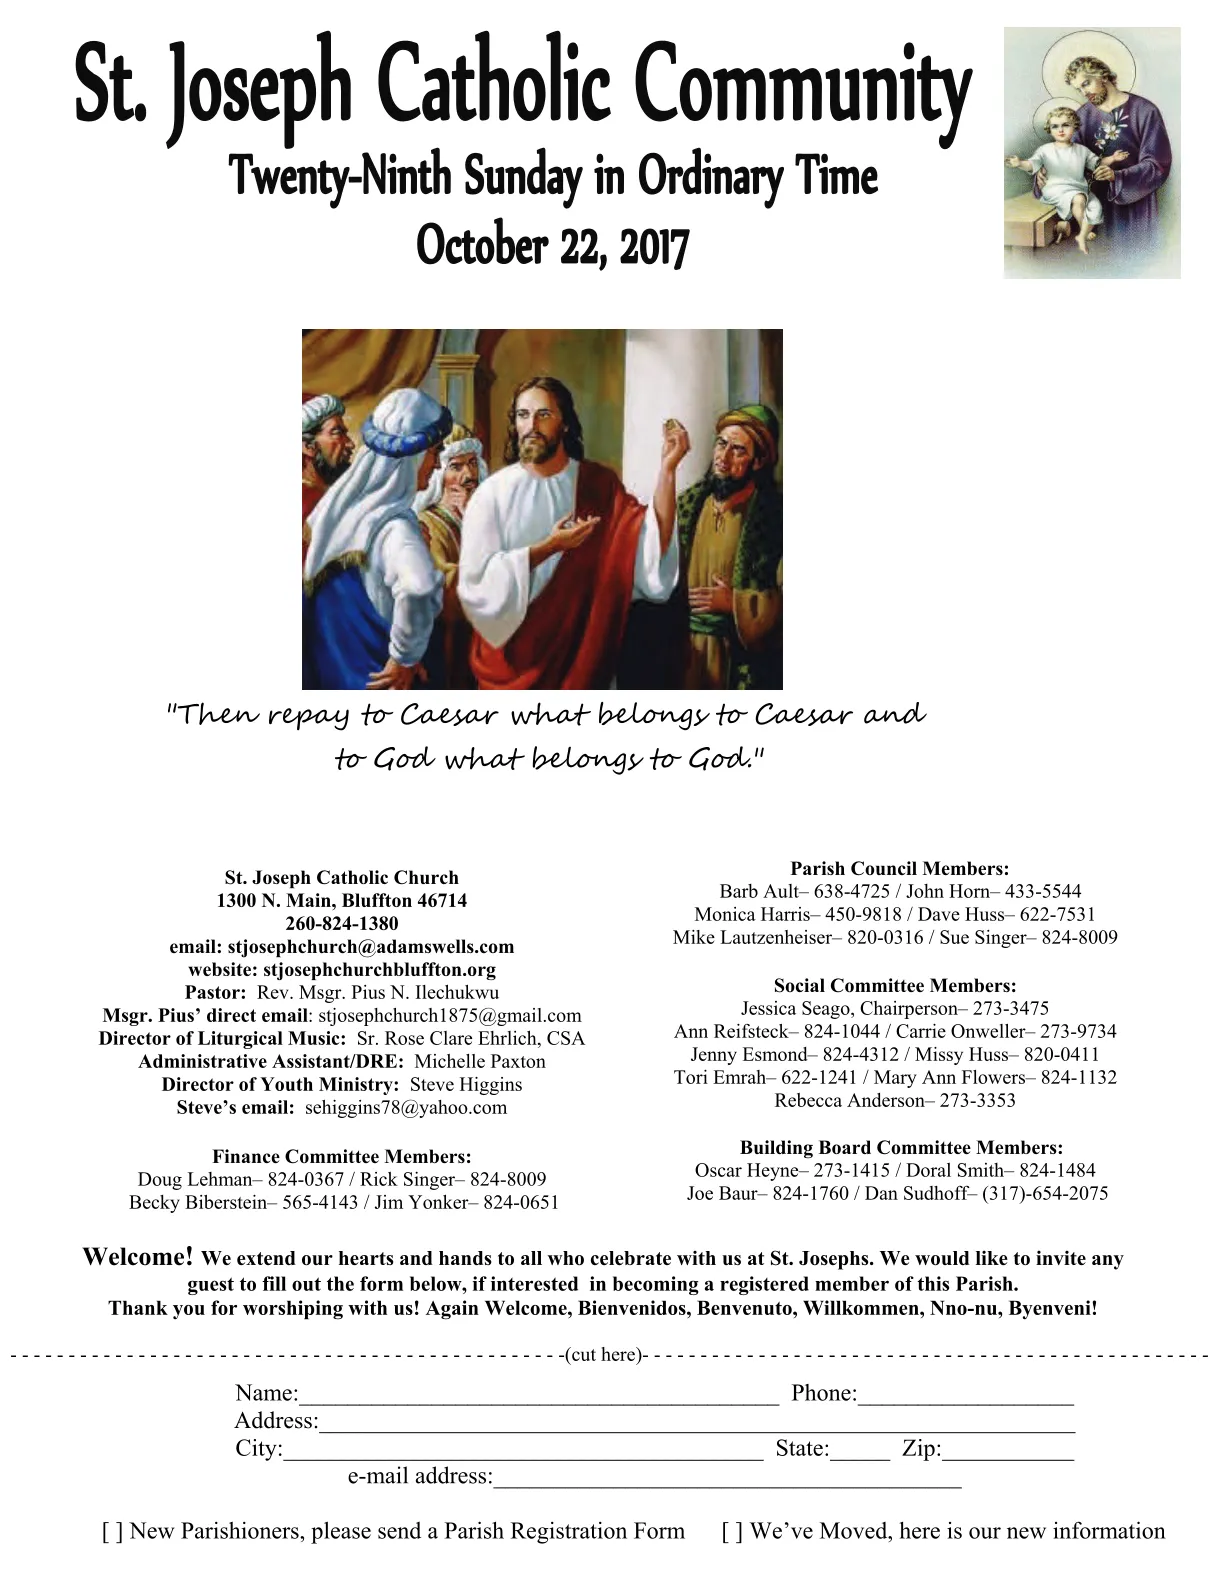 St. Joseph Catholic Community
Twenty-Ninth Sunday in Ordinary Time
October 22, 2017
"Then repay to Caesar what belongs to Caesar and
to God what belongs to God."
St. Joseph Catholic Church
1300 N. Main, Bluffton 46714
260-824-1380
email: stjosephchurch@adamswells.com
website: stjosephchurchbluffton.org
Pastor: Rev. Msgr. Pius N. Ilechukwu
Msgr. Pius’ direct email: stjosephchurch1875@gmail.com
Director of Liturgical Music: Sr. Rose Clare Ehrlich, CSA
Administrative Assistant/DRE: Michelle Paxton
Director of Youth Ministry: Steve Higgins
Steve’s email: sehiggins78@yahoo.com
Finance Committee Members:
Doug Lehman– 824-0367 / Rick Singer– 824-8009
Becky Biberstein– 565-4143 / Jim Yonker– 824-0651
Parish Council Members:
Barb Ault– 638-4725 / John Horn– 433-5544
Monica Harris– 450-9818 / Dave Huss– 622-7531
Mike Lautzenheiser– 820-0316 / Sue Singer– 824-8009
Social Committee Members:
Jessica Seago, Chairperson– 273-3475
Ann Reifsteck– 824-1044 / Carrie Onweller– 273-9734
Jenny Esmond– 824-4312 / Missy Huss– 820-0411
Tori Emrah– 622-1241 / Mary Ann Flowers– 824-1132
Rebecca Anderson– 273-3353
Building Board Committee Members:
Oscar Heyne– 273-1415 / Doral Smith– 824-1484
Joe Baur– 824-1760 / Dan Sudhoff– (317)-654-2075
Welcome! We extend our hearts and hands to all who celebrate with us at St. Josephs. We would like to invite any
guest to fill out the form below, if interested in becoming a registered member of this Parish.
Thank you for worshiping with us! Again Welcome, Bienvenidos, Benvenuto, Willkommen, Nno-nu, Byenveni!
- - - - - - - - - - - - - - - - - - - - - - - - - - - - - - - - - - - - - - - - - - - - - - - -(cut here)- - - - - - - - - - - - - - - - - - - - - - - - - - - - - - - - - - - - - - - - - - - - - - - - -
Name:________________________________________ Phone:__________________
Address:_______________________________________________________________
City:________________________________________ State:_____ Zip:___________
e-mail address:_______________________________________
[ ] New Parishioners, please send a Parish Registration Form [ ] We’ve Moved, here is our new information